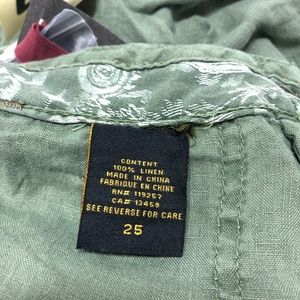 CONTENT
100% LINEN
MADE IN CHINA
FABRIQUE EN CHINE
RN# 119257
CA# 13459
SEE REVERSE FOR CARE
25